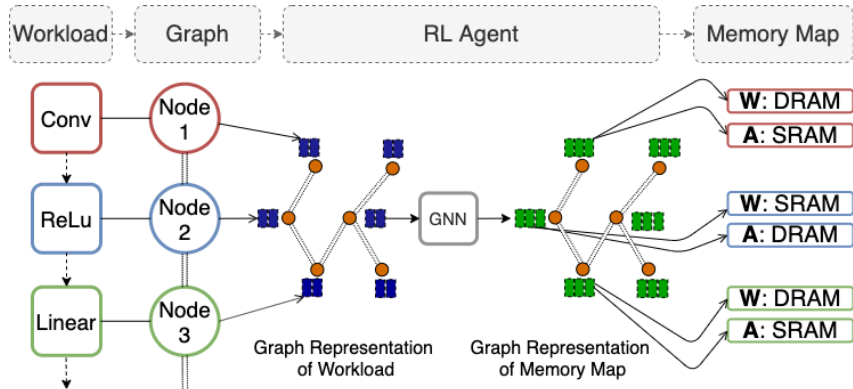 Workload
Graph
RL Agent
Memory Map
Conv
Node
1
W: DRAM
A: SRAM
ReLu
Node
2
GNN
W: SRAM
A: DRAM
Linear
Node
3
W: DRAM
A: SRAM
Graph Representation
of Workload
Graph Representation
of Memory Map